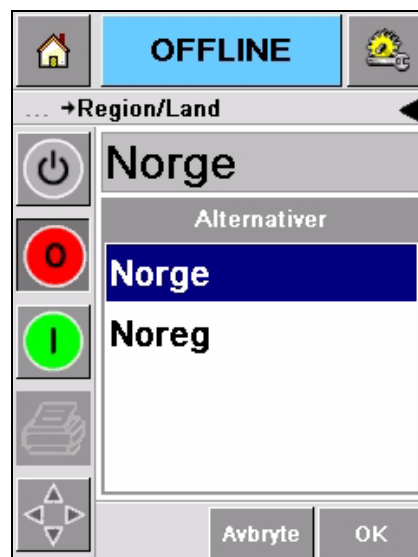 OFFLINE
... →Region/Land
Norge
Alternativer
Norge
Noreg
O
I
Avbryte OK